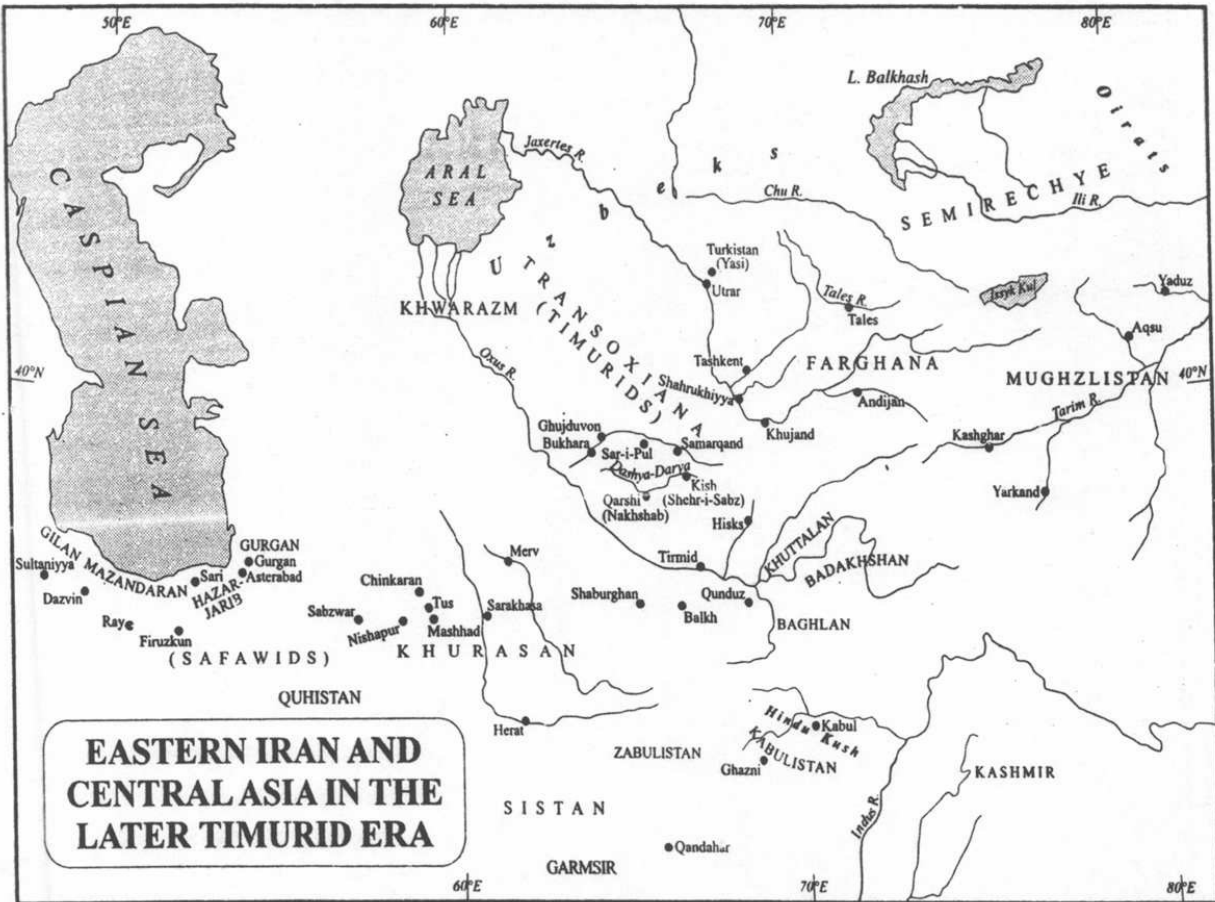 50°E
60°E
70°E
80°E
L. Balkhash
Oirats
CASPIAN SEA
ARAL
SEA
Jaxertes R.
Uzbeks
Chu R.
SEMIRECHYE
Ili R.
Turkistan
(Yasi)
Utrar
Tales R.
Tales
Issyk Kul
Yaduz
Aqsu
KHWARAZM
TRANSOXIANA
(TIMURIDS)
Oxus R.
40°N
Tashkent
FARGHANA
MUGHZLISTAN
40°N
Shahrukhiyya
Andijan
Tarim R.
Khujand
Ghujduvon
Bukhara
Sar-i-Pul
Samarqand
Kashghar
Dashya-Darya
Kish
(Shehr-i-Sabz)
Yarkand
Qarshi
(Nakhshab)
Hisks
GILAN
MAZANDARAN
GURGAN
Gurgan
Asterabad
Sultaniyya
Sari
HAZAR-
JARIB
Dazvin
Merv
Tirmid
KHUTTALAN
BADAKHSHAN
Chinkaran
Tus
Sabzwar
Nishapur
Mashhad
Sarakhasa
Shaburghan
Balkh
Qunduz
BAGHLAN
Ray
Firuzkun
(SAFAWIDS)
KHURASAN
QUHISTAN
Herat
Hindu Kush
Kabul
ZABULISTAN
KABULISTAN
Ghazni
KASHMIR
EASTERN IRAN AND
CENTRAL ASIA IN THE
LATER TIMURID ERA
SISTAN
Indus R.
Qandahar
GARMSIR
60°E
70°E
80°E